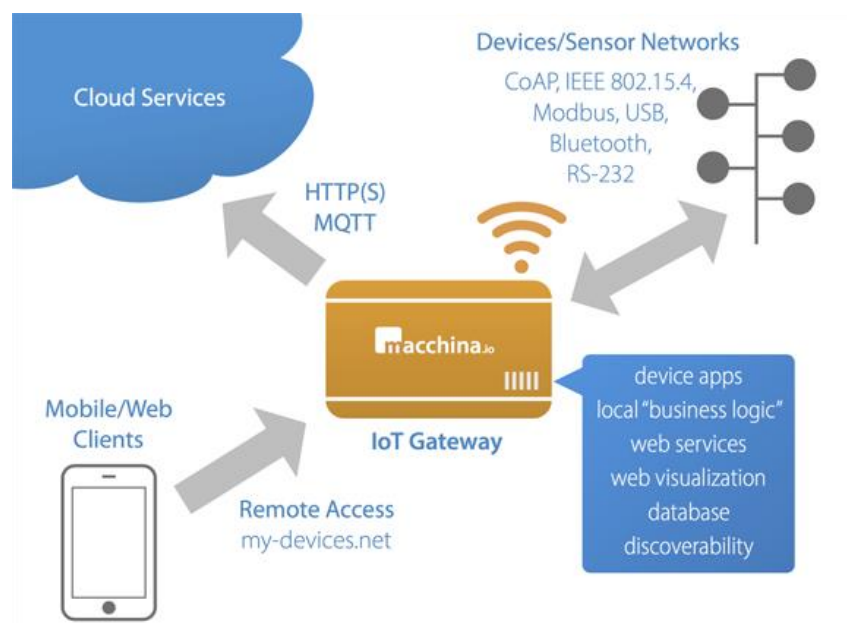 Cloud Services
Devices/Sensor Networks
CoAP, IEEE 802.15.4,
Modbus, USB,
Bluetooth,
RS-232
HTTP(S)
MQTT
macchina.io
IoT Gateway
device apps
local “business logic”
web services
web visualization
database
discoverability
Mobile/Web
Clients
Remote Access
my-devices.net